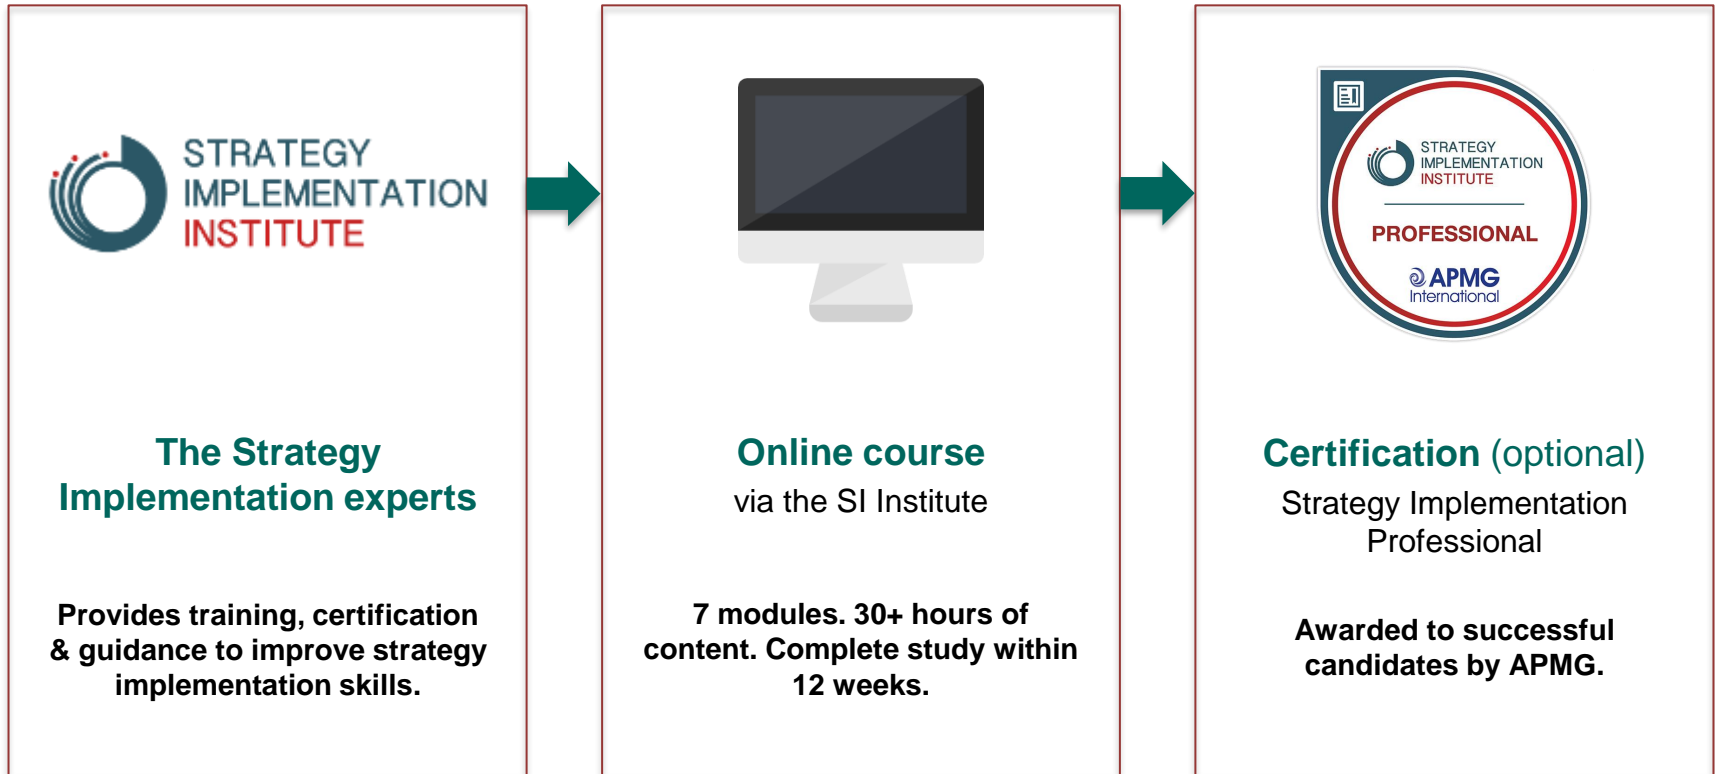 STRATEGY
IMPLEMENTATION
INSTITUTE
The Strategy
Implementation experts
Provides training, certification
& guidance to improve strategy
implementation skills.
Online course
via the SI Institute
7 modules. 30+ hours of
content. Complete study within
12 weeks.
STRATEGY
IMPLEMENTATION
INSTITUTE
PROFESSIONAL
APMG
International
Certification (optional)
Strategy Implementation
Professional
Awarded to successful
candidates by APMG.